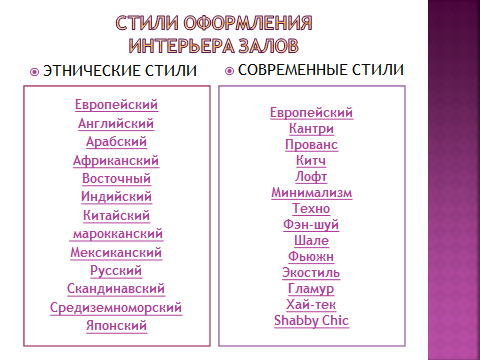 СТИЛИ ОФОРМЛЕНИЯ
ИНТЕРЬЕРА ЗАЛОВ
ЭТНИЧЕСКИЕ СТИЛИ
Европейский
Английский
Арабский
Африканский
Восточный
Индийский
Китайский
марокканский
Мексиканский
Русский
Скандинавский
Средиземноморский
Японский
СОВРЕМЕННЫЕ СТИЛИ
Европейский
Кантри
Прованс
Китч
Лофт
Минимализм
Техно
Фэн-шуй
Шале
Фьюжн
Экостиль
Гламур
Хай-тек
Shabby Chic